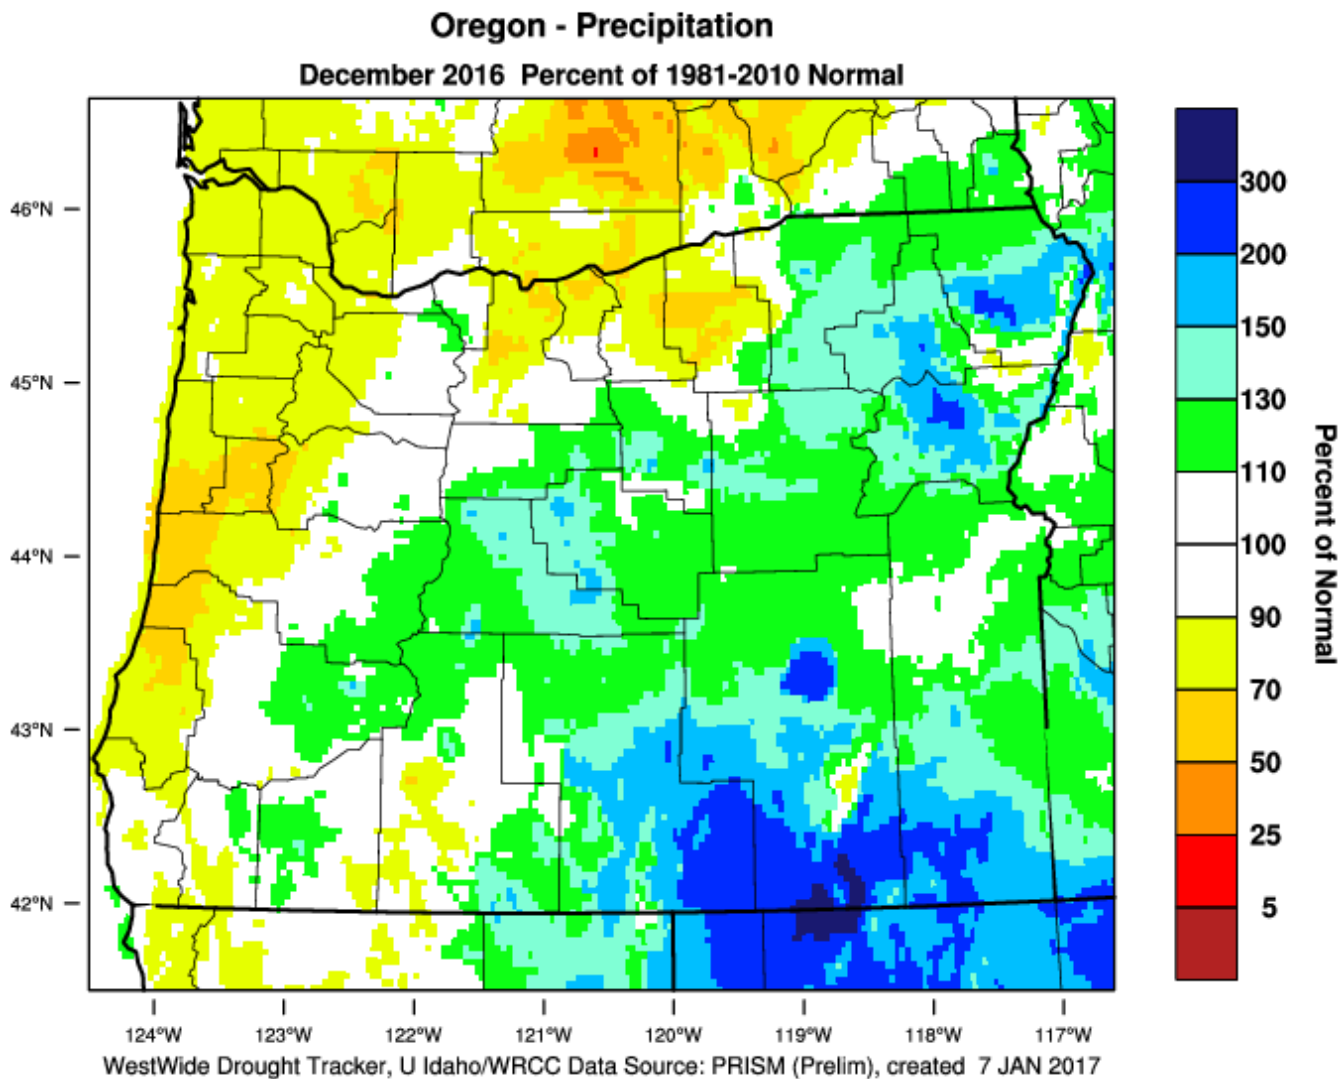 Oregon - Precipitation
December 2016 Percent of 1981-2010 Normal
46°N
45°N
44°N
43°N
42°N
124°W
123°W
122°W
121°W
120°W
119°W
118°W
117°W
300
200
150
130
110
100
90
70
50
25
5
Percent of Normal
WestWide Drought Tracker, U Idaho/WRCC Data Source: PRISM (Prelim), created 7 JAN 2017